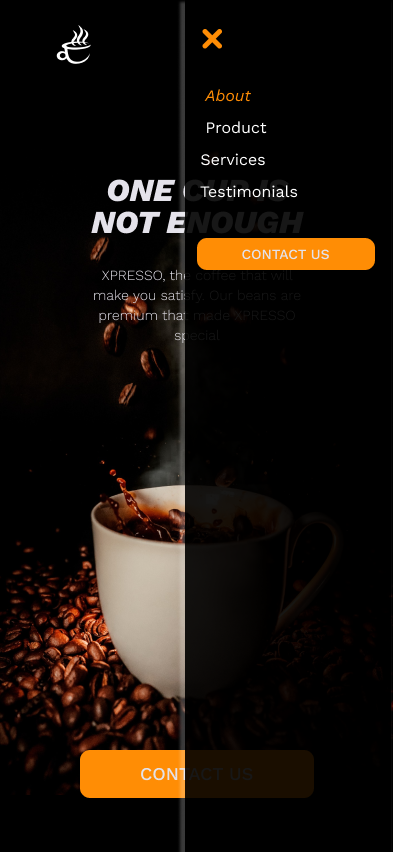 About
Product
Services
Testimonials
CONTACT US
ONE CUP IS
NOT ENOUGH
XPRESSO, the coffee that will
make you satisfy. Our beans are
premium that made XPRESSO
special
CONTACT US